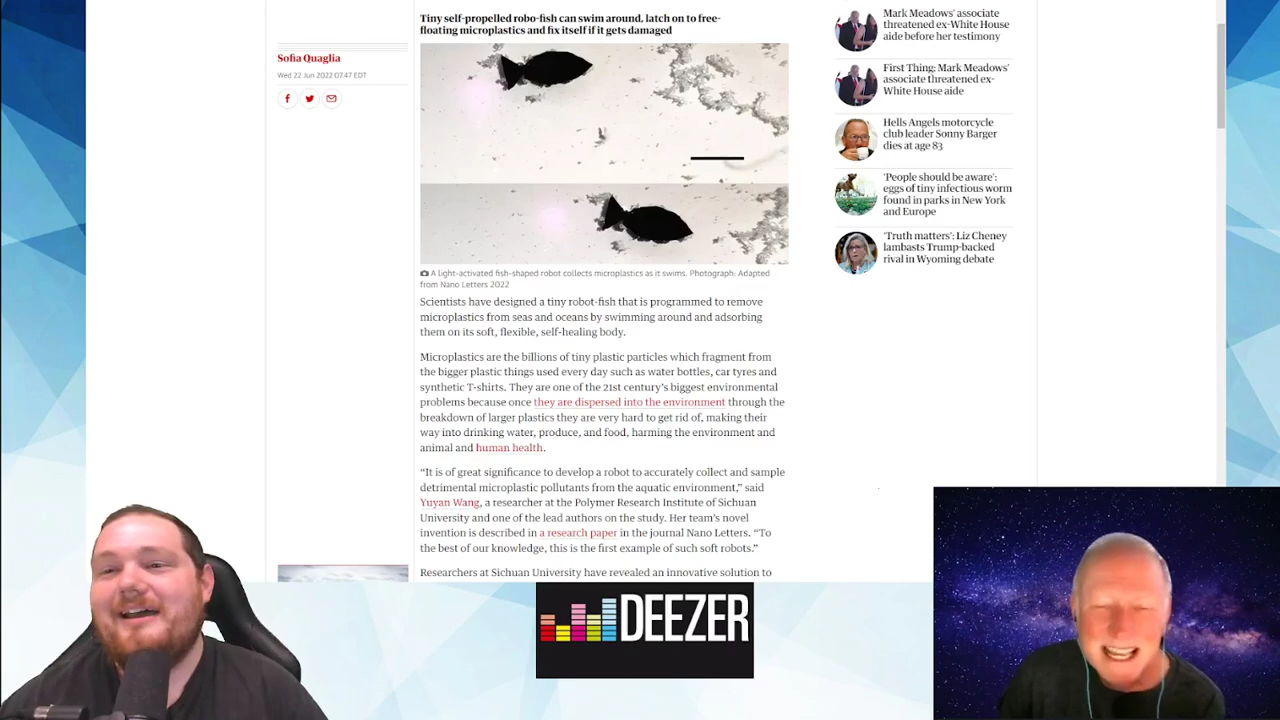 Tiny self-propelled robo-fish can swim around, latch on to free-
floating microplastics and fix itself if it gets damaged
Sofia Quaglia
Wed 22 Jun 2022 07.47 EDT
A light-activated fish-shaped robot collects microplastics as it swims. Photograph: Adapted
from Nano Letters 2022
Scientists have designed a tiny robot-fish that is programmed to remove
microplastics from seas and oceans by swimming around and adsorbing
them on its soft, flexible, self-healing body.
Microplastics are the billions of tiny plastic particles which fragment from
the bigger plastic things used every day such as water bottles, car tyres and
synthetic T-shirts. They are one of the 21st century's biggest environmental
problems because once they are dispersed into the environment through the
breakdown of larger plastics they are very hard to get rid of, making their
way into drinking water, produce, and food, harming the environment and
animal and human health.
“It is of great significance to develop a robot to accurately collect and sample
detrimental microplastic pollutants from the aquatic environment,” said
Yuyan Wang, a researcher at the Polymer Research Institute of Sichuan
University and one of the lead authors on the study. Her team's novel
invention is described in a research paper in the journal Nano Letters. “To
the best of our knowledge, this is the first example of such soft robots.”
Researchers at Sichuan University have revealed an innovative solution to
Mark Meadows' associate
threatened ex-White House
aide before her testimony
First Thing: Mark Meadows'
associate threatened ex-
White House aide
Hells Angels motorcycle
club leader Sonny Barger
dies at age 83
'People should be aware':
eggs of tiny infectious worm
found in parks in New York
and Europe
'Truth matters': Liz Cheney
lambasts Trump-backed
rival in Wyoming debate
DEEZER